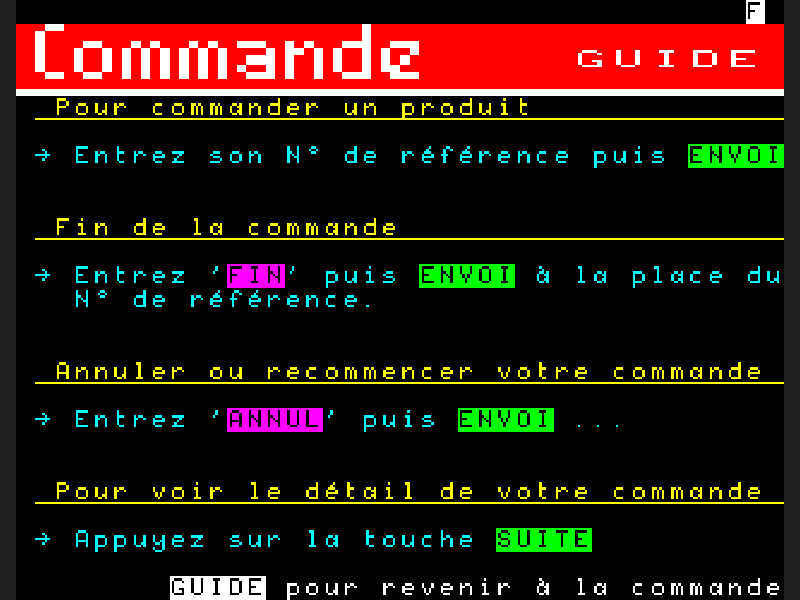 F
Commande GUIDE
Pour commander un produit
→ Entrez son N° de référence puis ENVOI
Fin de la commande
→ Entrez 'FIN' puis ENVOI à la place du
N° de référence.
Annuler ou recommencer votre commande
→ Entrez 'ANNUL' puis ENVOI ...
Pour voir le détail de votre commande
→ Appuyez sur la touche SUITE
GUIDE pour revenir à la commande